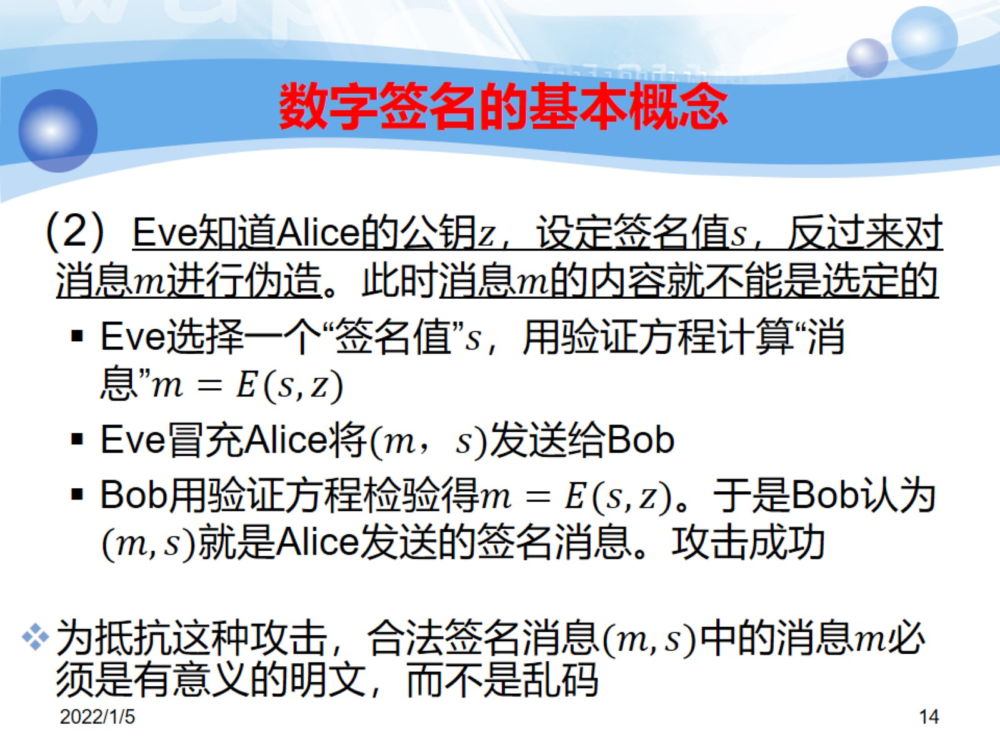 数字签名的基本概念
（2）Eve知道Alice的公钥z，设定签名值s，反过来对
消息m进行伪造。此时消息m的内容就不能是选定的
▪ Eve选择一个“签名值”s，用验证方程计算“消
息”m = E(s, z)
▪ Eve冒充Alice将(m，s)发送给Bob
▪ Bob用验证方程检验得m = E(s, z)。于是Bob认为
(m, s)就是Alice发送的签名消息。攻击成功
❖ 为抵抗这种攻击，合法签名消息(m, s)中的消息m必
须是有意义的明文，而不是乱码
2022/1/5
14